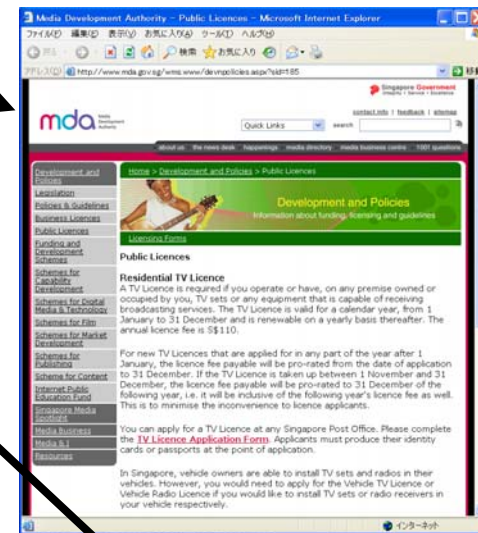 Media Development Authority - Public Licences - Microsoft Internet Explorer
ファイル(F) 編集(E) 表示(V) お気に入り(A) ツール(T) ヘルプ(H)
検索 お気に入り
http://www.mda.gov.sg/wms.www/devnpolicies.aspx?sid=185
Singapore Government
Integrity • Service • Excellence
contact info | feedback | sitemap
mda Media Development Authority
Quick Links search
about us the news desk happenings media directory media business centre 1001 questions
Development and Policies
Legislation
Policies & Guidelines
Business Licences
Public Licences
Funding and Development Schemes
Schemes for Capability Development
Schemes for Digital Media & Technology
Schemes for Film
Schemes for Market Development
Schemes for Publishing
Scheme for Content
Internet Public Education Fund
Singapore Media Spotlight
Media Business
Media & I
Resources
Home > Development and Policies > Public Licences
Development and Policies
Information about funding, licensing and guidelines
Licensing Forms
Public Licences
Residential TV Licence
A TV Licence is required if you operate or have, on any premise owned or
occupied by you, TV sets or any equipment that is capable of receiving
broadcasting services. The TV Licence is valid for a calendar year, from 1
January to 31 December and is renewable on a yearly basis thereafter. The
annual licence fee is S$110.
For new TV Licences that are applied for in any part of the year after 1
January, the licence fee payable will be pro-rated from the date of application
to 31 December. If the TV Licence is taken up between 1 November and 31
December, the licence fee payable will be pro-rated to 31 December of the
following year, i.e. it will be inclusive of the following year's licence fee as well.
This is to minimise the inconvenience to licence applicants.
You can apply for a TV Licence at any Singapore Post Office. Please complete
the TV Licence Application Form. Applicants must produce their identity
cards or passports at the point of application.
In Singapore, vehicle owners are able to install TV sets and radios in their
vehicles. However, you would need to apply for the Vehicle TV Licence or
Vehicle Radio Licence if you would like to install TV sets or radio receivers in
your vehicle respectively.
インターネット